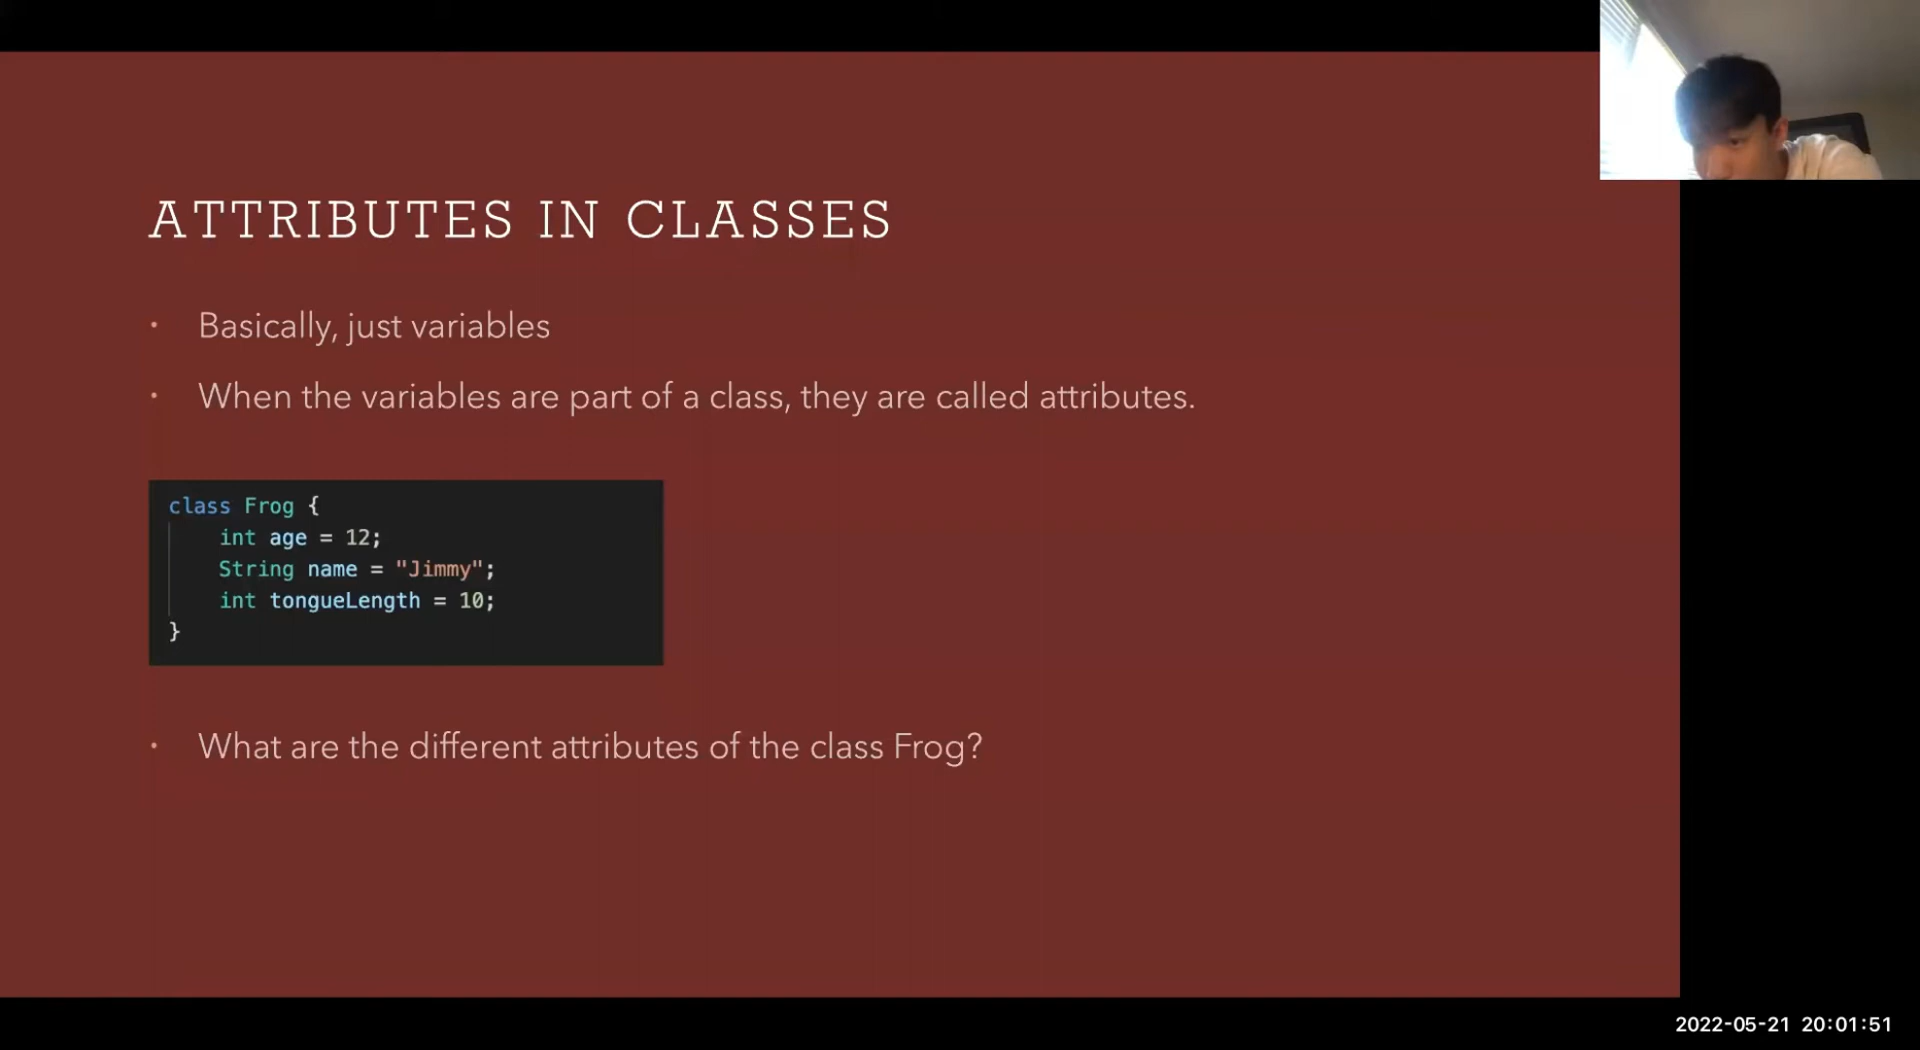 ATTRIBUTES IN CLASSES
• Basically, just variables
• When the variables are part of a class, they are called attributes.
class Frog {
    int age = 12;
    String name = "Jimmy";
    int tongueLength = 10;
}
• What are the different attributes of the class Frog?
2022-05-21 20:01:51